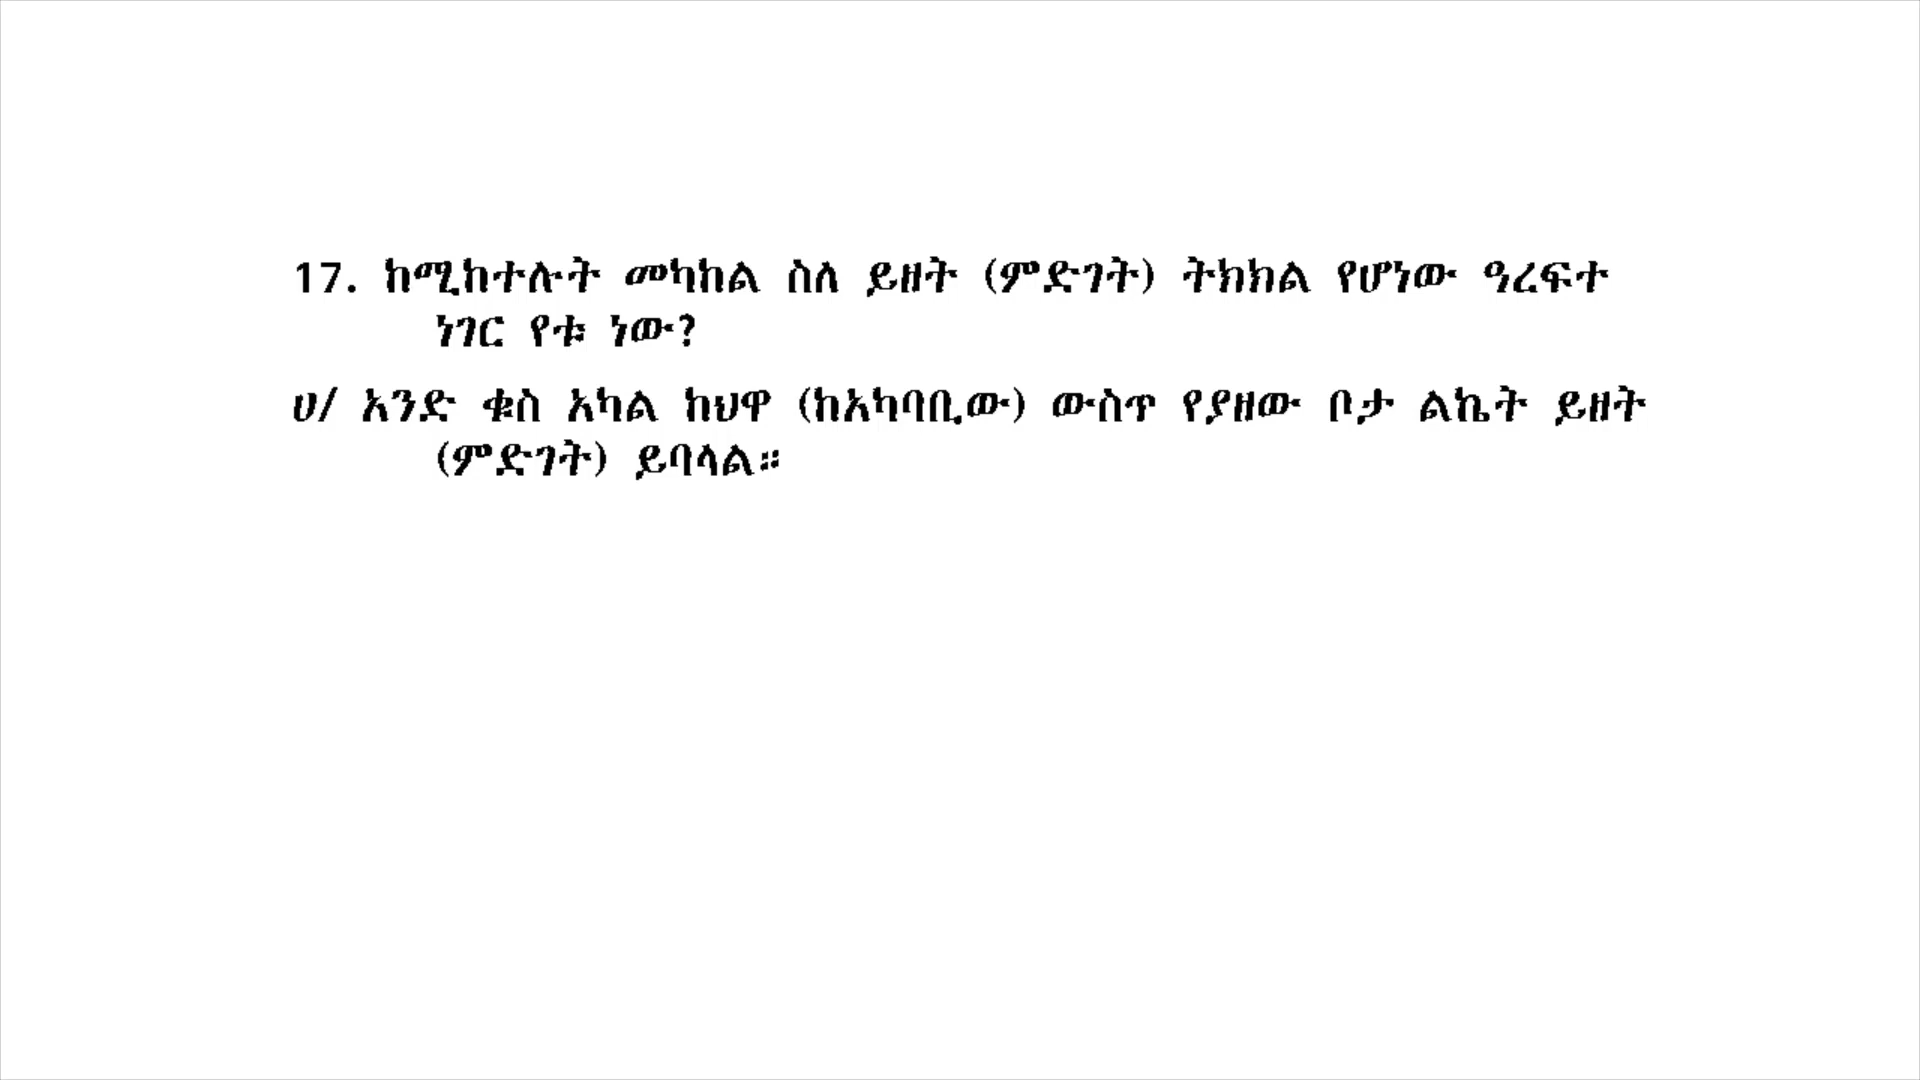 17. ከሚከተሉት መካከል ስለ ይዘት (ምድገት) ትክክል የሆነው ዓረፍተ
ነገር የቱ ነው?
ሀ/ አንድ ቁስ አካል ከህዋ (ከአካባቢው) ውስጥ የያዘው ቦታ ልኬት ይዘት
(ምድገት) ይባላል።